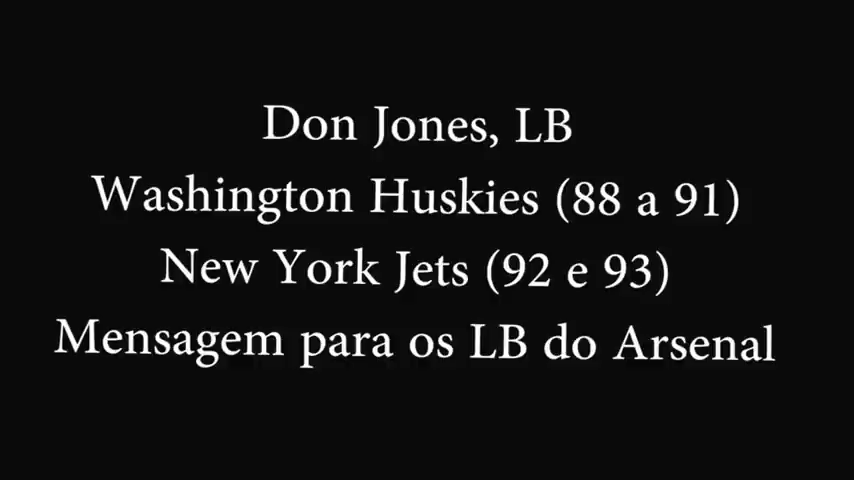 Don Jones, LB
Washington Huskies (88 a 91)
New York Jets (92 e 93)
Mensagem para os LB do Arsenal